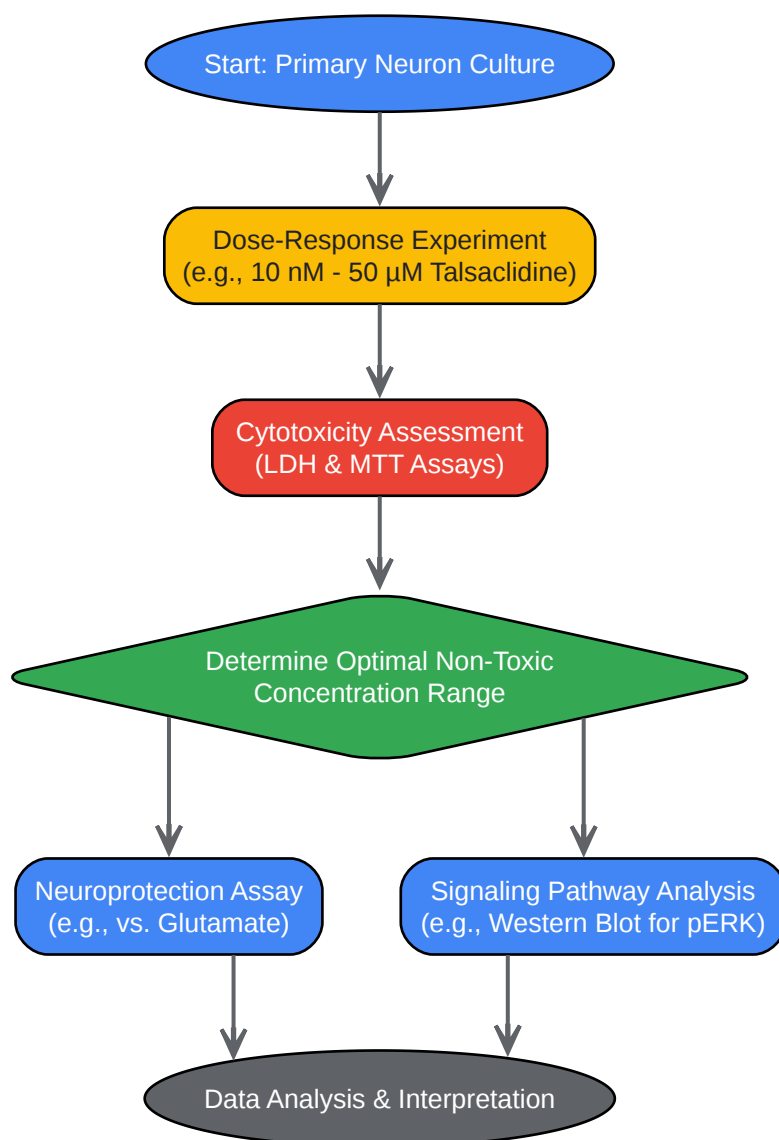 Start: Primary Neuron Culture
Dose-Response Experiment
(e.g., 10 nM - 50 µM Talsaclidine)
Cytotoxicity Assessment
(LDH & MTT Assays)
Determine Optimal Non-Toxic
Concentration Range
Neuroprotection Assay
(e.g., vs. Glutamate)
Signaling Pathway Analysis
(e.g., Western Blot for pERK)
Data Analysis & Interpretation